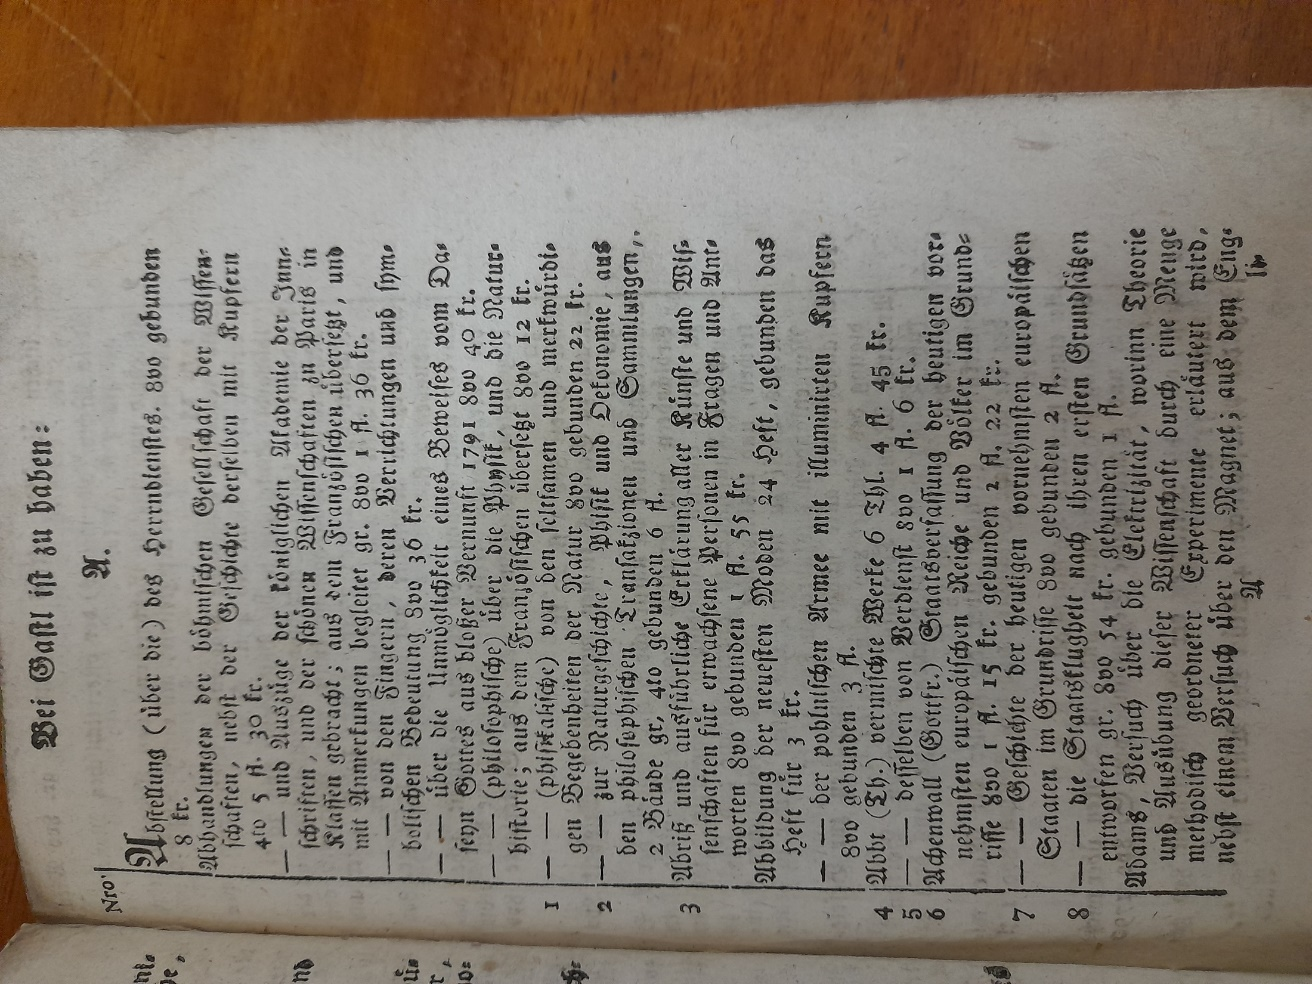 Bei Gastl ist zu haben:
A.
Nro.
Abstellung (über die) des Herrndienstes. 8vo gebunden
8 kr.
Abhandlungen der böhmischen Gesellschaft der Wissen-
schaften, nebst der Geschichte derselben mit Kupfern
4to 5 fl. 30 kr.
— — und Auszüge der königlichen Akademie der Inn-
schriften, und der schönen Wissenschaften zu Paris in
Klassen gebracht; aus dem Französischen übersetzt, und
mit Anmerkungen begleitet gr. 8vo 1 fl. 36 kr.
— — von den Fingern, deren Verrichtungen und sym-
bolischen Bedeutung 8vo 36 kr.
— — über die Unmöglichkeit eines Beweises vom Da-
seyn Gottes aus bloßer Vernunft 1791 8vo 40 kr.
— — (philosophische) über die Physik, und die Natur-
historie; aus dem Französischen übersetzt 8vo 12 kr.
1 — — (phisikalische) von den seltsamen und merkwürdi-
gen Begebenheiten der Natur 8vo gebunden 22 kr.
2 — — zur Naturgeschichte, Phisik und Oekonomie, aus
den philosophischen Transakzionen und Sammlungen,
2 Bände gr. 4to gebunden 6 fl.
3 Abriß und ausführliche Erklärung aller Künste und Wis-
senschaften für erwachsene Personen in Fragen und Ant-
worten 8vo gebunden 1 fl. 55 kr.
Abbildung der neuesten Moden 24 Heft, gebunden das
Heft für 3 kr.
— — der pohlnischen Armee mit illuminirten Kupfern
8vo gebunden 3 fl.
4 Abbt (Th.) vermischte Werke 6 Thl. 4 fl. 45 kr.
5 — — desselben von Verdienst 8vo 1 fl. 6 kr.
6 Achenwall (Gottfr.) Staatsverfassung der heutigen vor-
nehmsten europäischen Reiche und Völker im Grund-
risse 8vo 1 fl. 15 kr. gebunden 2 fl. 22 kr.
7 — — Geschichte der heutigen vornehmsten europäischen
Staaten im Grundrisse 8vo gebunden 2 fl.
8 — — die Staatsklugheit nach ihren ersten Grundsätzen
entworfen gr. 8vo 54 kr. gebunden 1 fl.
Adams, Versuch über die Elektrizität, worinn Theorie
und Ausübung dieser Wissenschaft durch eine Menge
methodisch geordneter Experimente erläutert wird,
nebst einem Versuch über den Magnet; aus dem Eng-
A
li-